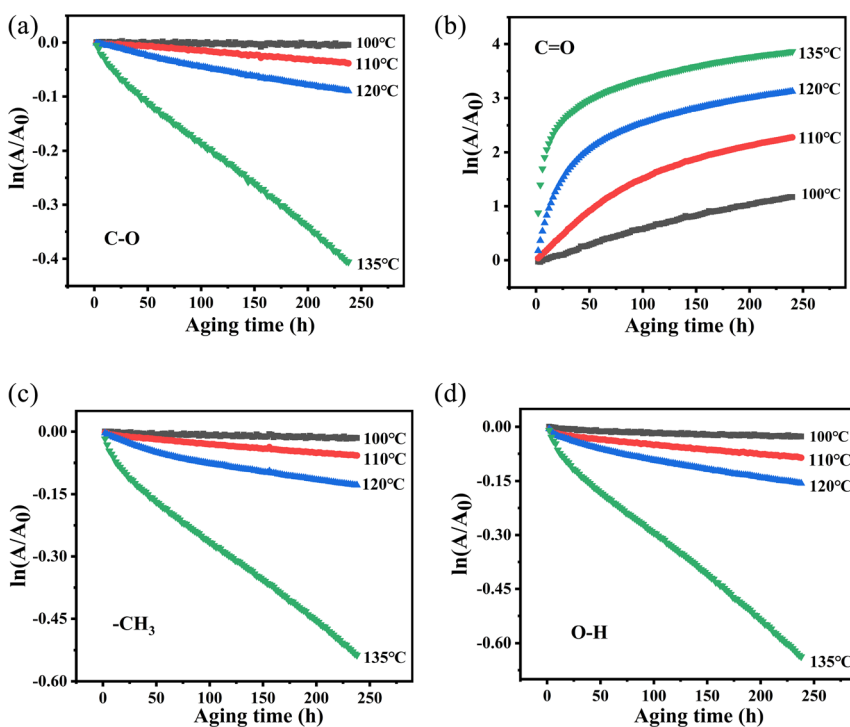 (a)
ln(A/A₀)
0.0
-0.1
-0.2
-0.3
-0.4
100℃
110℃
120℃
135℃
C-O
0 50 100 150 200 250
Aging time (h)
(b)
ln(A/A₀)
4
3
2
1
0
C=O
135℃
120℃
110℃
100℃
0 50 100 150 200 250
Aging time (h)
(c)
ln(A/A₀)
0.00
-0.15
-0.30
-0.45
-0.60
100℃
110℃
120℃
135℃
-CH₃
0 50 100 150 200 250
Aging time (h)
(d)
ln(A/A₀)
0.00
-0.15
-0.30
-0.45
-0.60
100℃
110℃
120℃
135℃
O-H
0 50 100 150 200 250
Aging time (h)